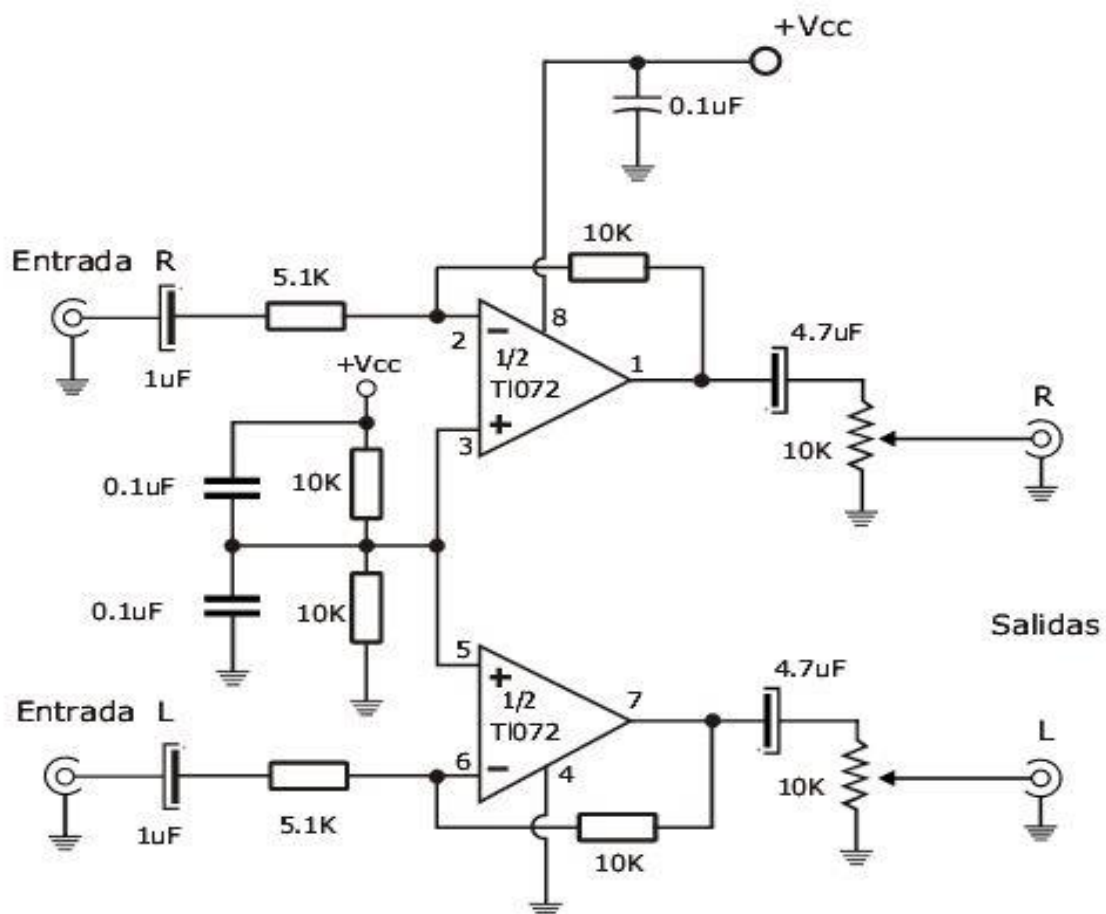 +Vcc
0.1uF
10K
Entrada R
5.1K
2
8
4.7uF
1uF
+Vcc
1/2
1
Tl072
R
3
10K
0.1uF
10K
0.1uF
10K
Salidas
5
4.7uF
Entrada L
1/2
7
Tl072
L
6
4
10K
5.1K
1uF
10K